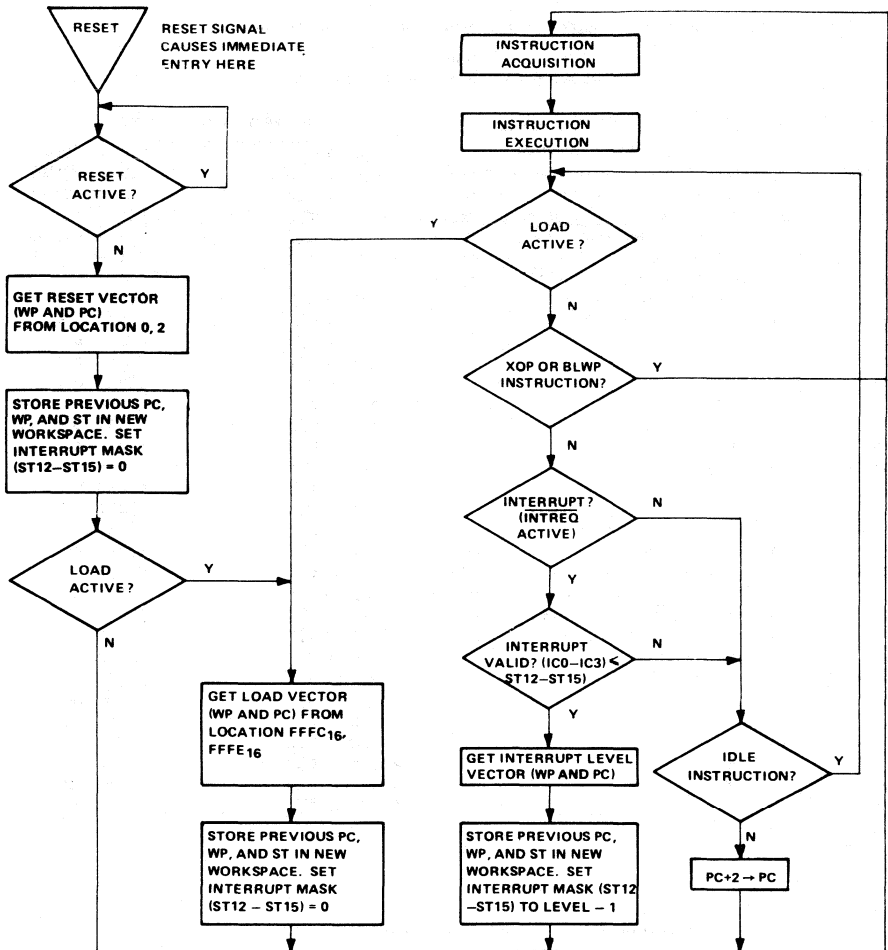 RESET
RESET SIGNAL
CAUSES IMMEDIATE
ENTRY HERE
RESET
ACTIVE?
Y
N
GET RESET VECTOR
(WP AND PC)
FROM LOCATION 0, 2
STORE PREVIOUS PC,
WP, AND ST IN NEW
WORKSPACE. SET
INTERRUPT MASK
(ST12–ST15) = 0
LOAD
ACTIVE?
Y
N
GET LOAD VECTOR
(WP AND PC) FROM
LOCATION FFFC16,
FFFE16
STORE PREVIOUS PC,
WP, AND ST IN NEW
WORKSPACE. SET
INTERRUPT MASK
(ST12 – ST15) = 0
INSTRUCTION
ACQUISITION
INSTRUCTION
EXECUTION
LOAD
ACTIVE?
Y
N
XOP OR BLWP
INSTRUCTION?
Y
N
INTERRUPT?
(INTREQ
ACTIVE)
N
Y
INTERRUPT
VALID? (IC0–IC3) ≤
ST12–ST15)
N
Y
GET INTERRUPT LEVEL
VECTOR (WP AND PC)
STORE PREVIOUS PC,
WP, AND ST IN NEW
WORKSPACE. SET
INTERRUPT MASK (ST12
–ST15) TO LEVEL – 1
IDLE
INSTRUCTION?
Y
N
PC+2 → PC